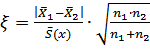 ξ = |X̄₁−X̄₂| / S̄(x) · √(n₁·n₂ / n₁+n₂)